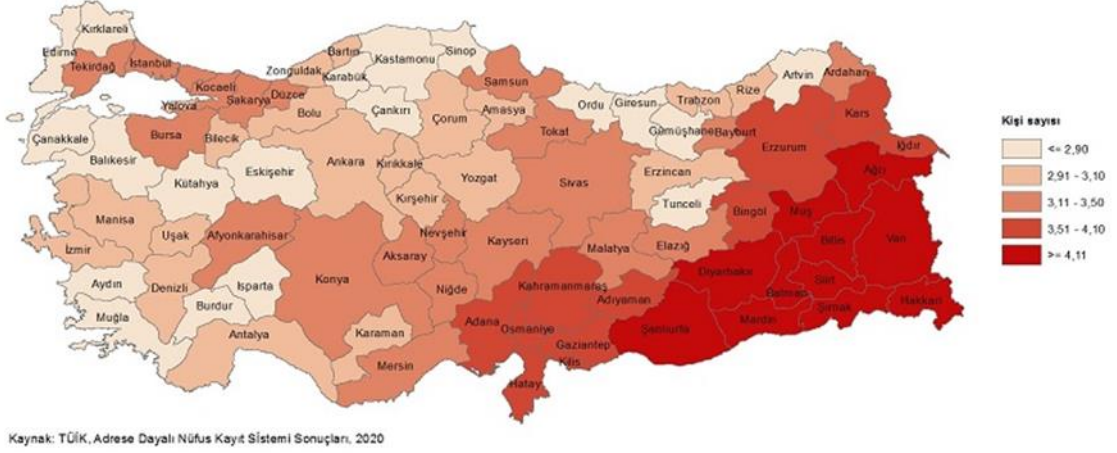 Kırklareli
Edirne
Tekirdağ
İstanbul
Kocaeli
Yalova
Sakarya
Düzce
Zonguldak
Bartın
Karabük
Kastamonu
Sinop
Samsun
Ordu
Giresun
Trabzon
Rize
Artvin
Ardahan
Kars
Iğdır
Çanakkale
Balıkesir
Bursa
Bilecik
Bolu
Çankırı
Çorum
Amasya
Tokat
Gümüşhane
Bayburt
Erzurum
Ağrı
Kütahya
Eskişehir
Ankara
Kırıkkale
Yozgat
Sivas
Erzincan
Tunceli
Bingöl
Muş
Bitlis
Van
Manisa
İzmir
Uşak
Afyonkarahisar
Kırşehir
Nevşehir
Kayseri
Malatya
Elazığ
Aydın
Denizli
Burdur
Isparta
Konya
Aksaray
Niğde
Kahramanmaraş
Adıyaman
Diyarbakır
Batman
Siirt
Şırnak
Hakkari
Muğla
Antalya
Karaman
Mersin
Adana
Osmaniye
Gaziantep
Kilis
Hatay
Şanlıurfa
Mardin
Kişi sayısı
<= 2,90
2,91 - 3,10
3,11 - 3,50
3,51 - 4,10
>= 4,11
Kaynak: TÜİK, Adrese Dayalı Nüfus Kayıt Sistemi Sonuçları, 2020